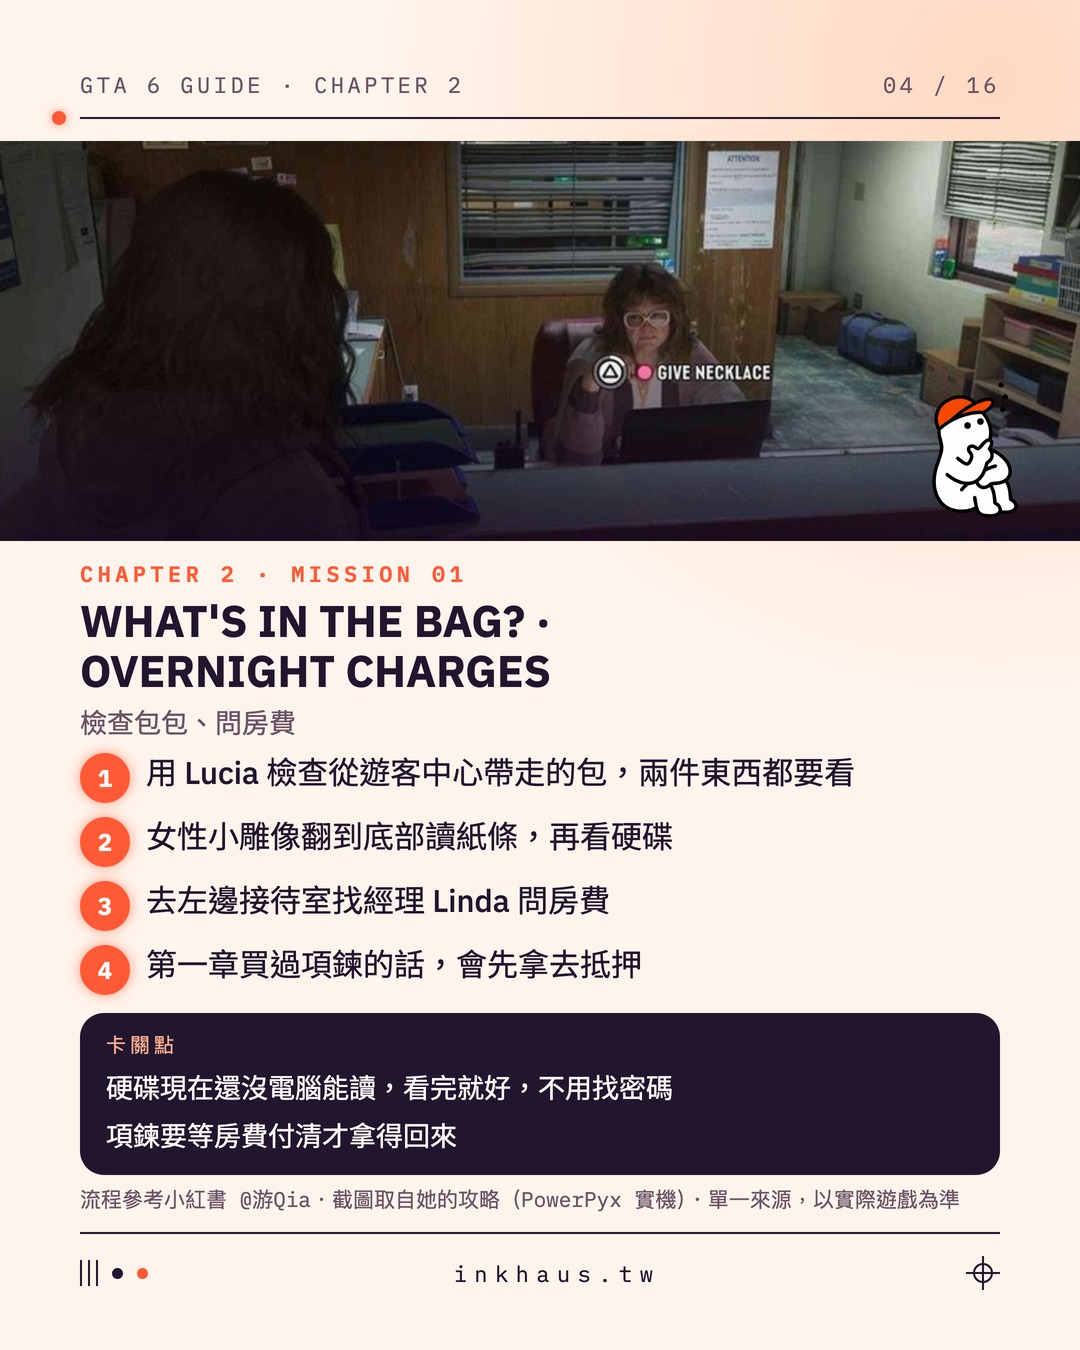 GTA 6 GUIDE · CHAPTER 2
04 / 16
ATTENTION
GIVE NECKLACE
CHAPTER 2 · MISSION 01
WHAT'S IN THE BAG? ·
OVERNIGHT CHARGES
檢查包包、問房費
1 用 Lucia 檢查從遊客中心帶走的包，兩件東西都要看
2 女性小雕像翻到底部讀紙條，再看硬碟
3 去左邊接待室找經理 Linda 問房費
4 第一章買過項鍊的話，會先拿去抵押
卡關點
硬碟現在還沒電腦能讀，看完就好，不用找密碼
項鍊要等房費付清才拿得回來
流程參考小紅書 @游Qia · 截圖取自她的攻略（PowerPyx 實機）· 單一來源，以實際遊戲為準
inkhaus.tw